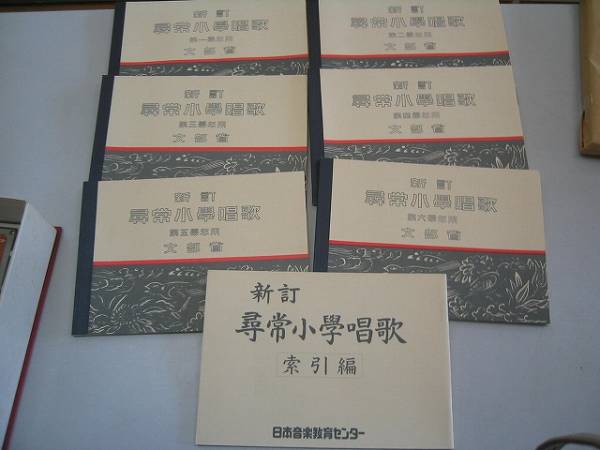 新訂
尋常小學唱歌
第一學年用
文部省
新訂
尋常小學唱歌
第二學年用
文部省
新訂
尋常小學唱歌
第三學年用
文部省
新訂
尋常小學唱歌
第四學年用
文部省
新訂
尋常小學唱歌
第五學年用
文部省
新訂
尋常小學唱歌
第六學年用
文部省
新訂
尋常小學唱歌
索引編
日本音楽教育センター